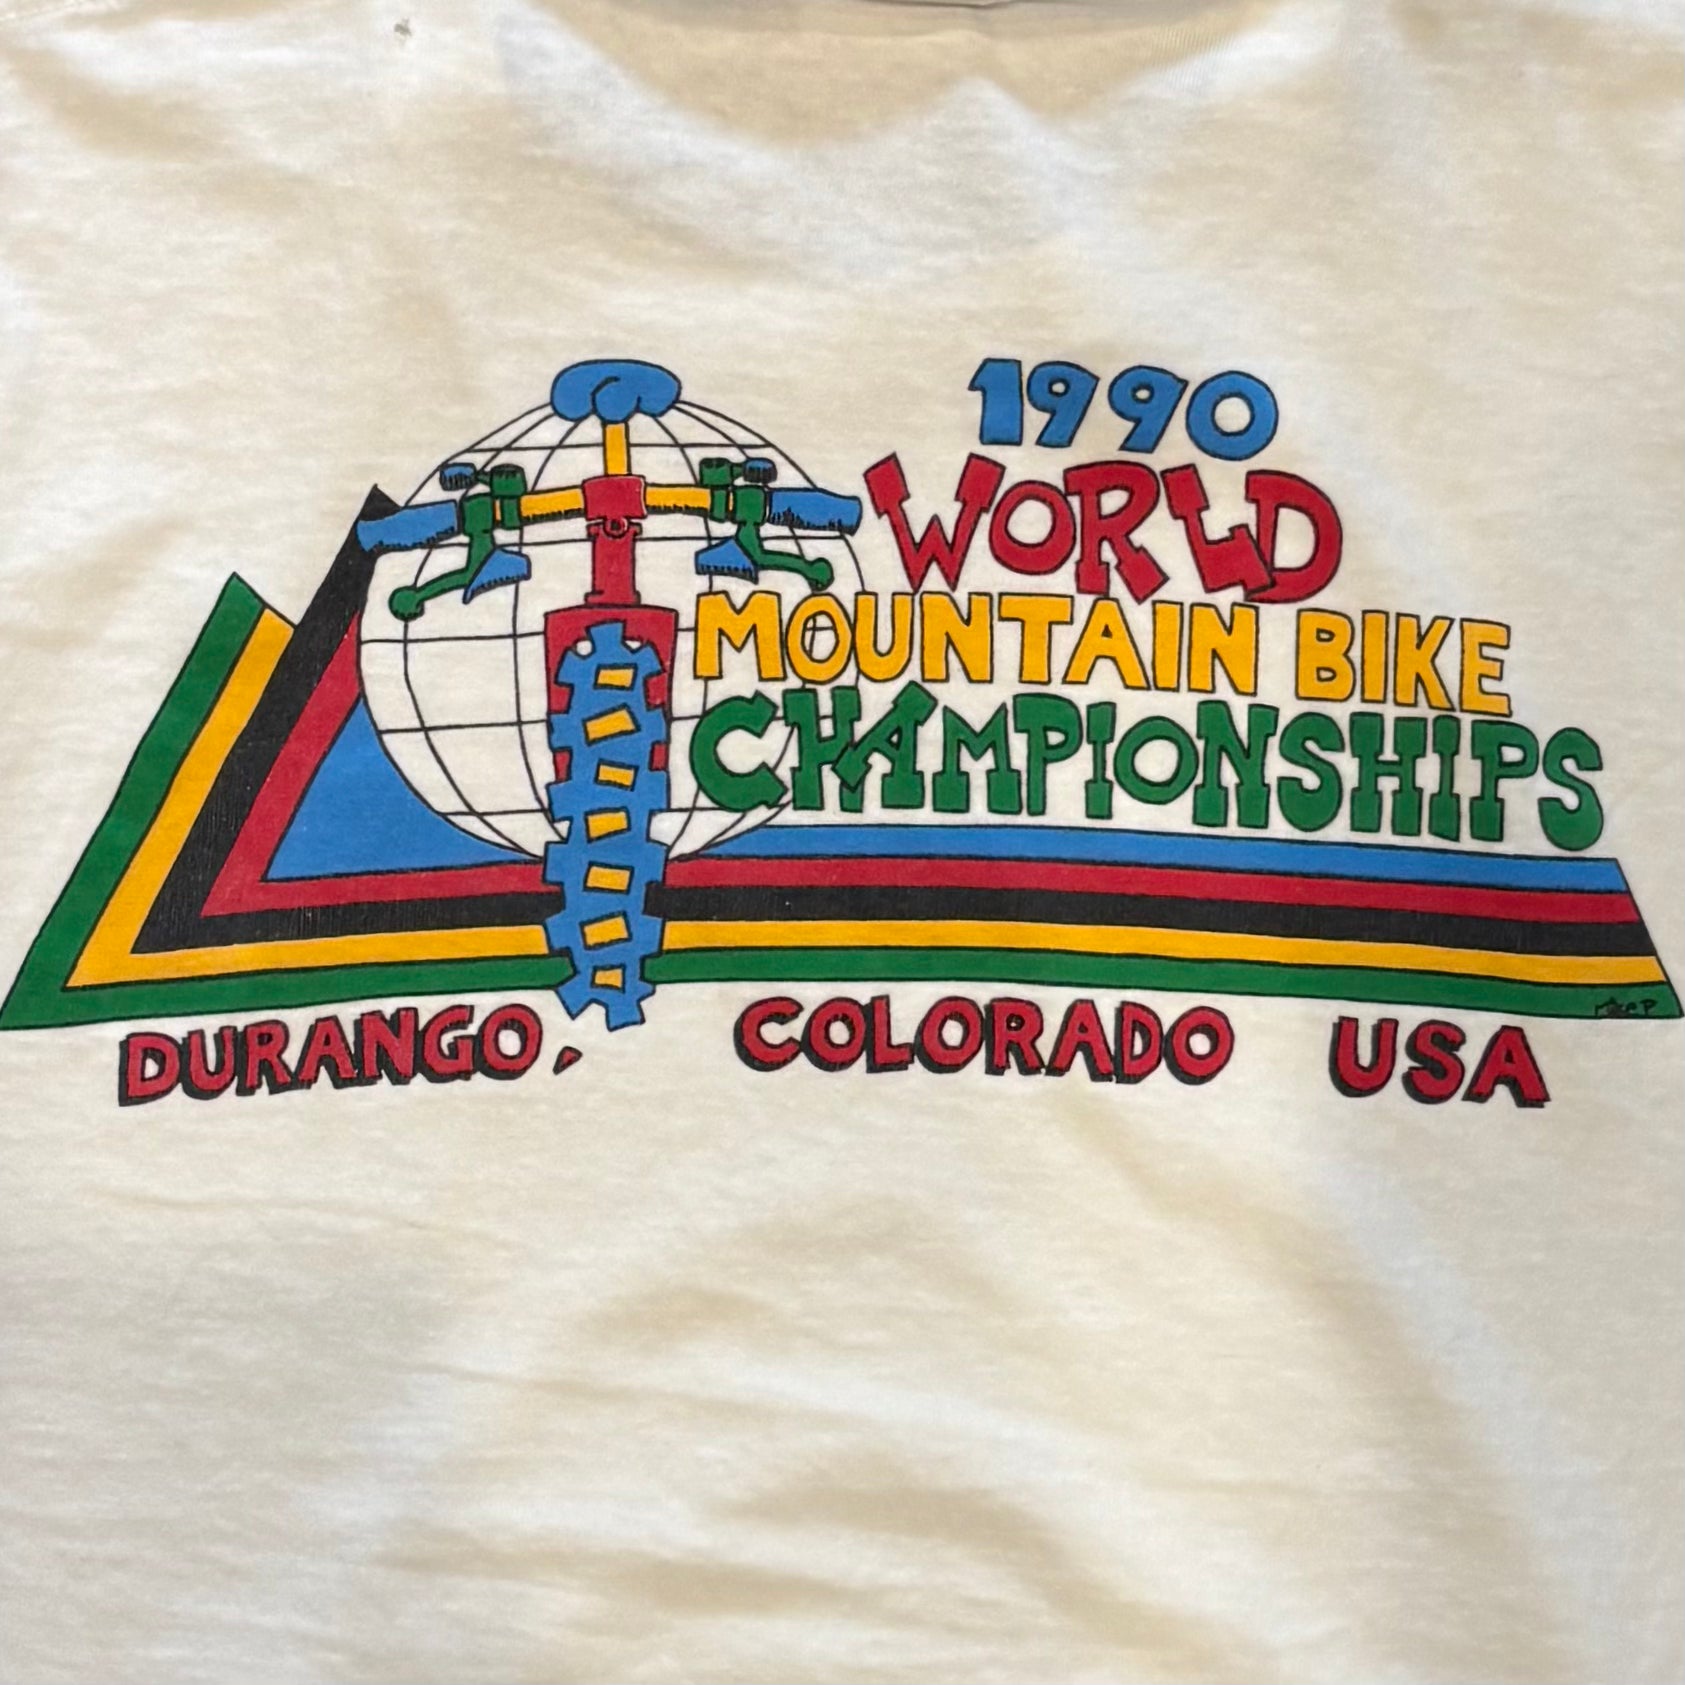 1990
WORLD
MOUNTAIN BIKE
CHAMPIONSHIPS
DURANGO, COLORADO USA